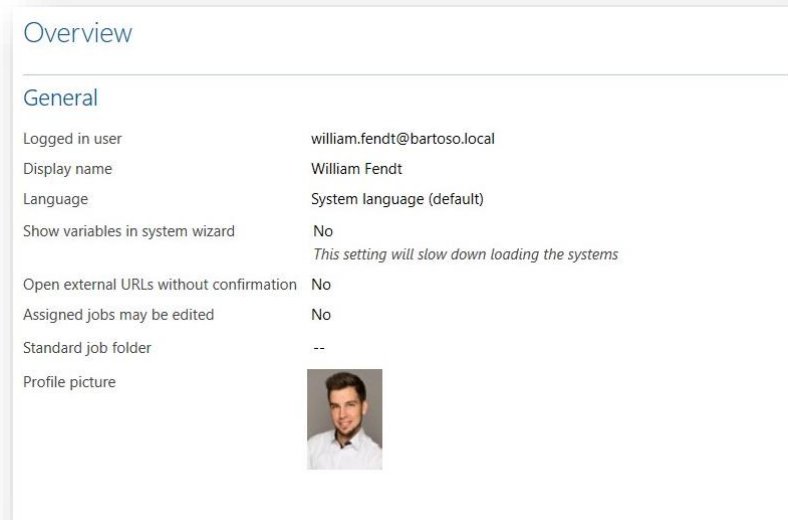 Overview
General
Logged in user william.fendt@bartoso.local
Display name William Fendt
Language System language (default)
Show variables in system wizard No
This setting will slow down loading the systems
Open external URLs without confirmation No
Assigned jobs may be edited No
Standard job folder --
Profile picture